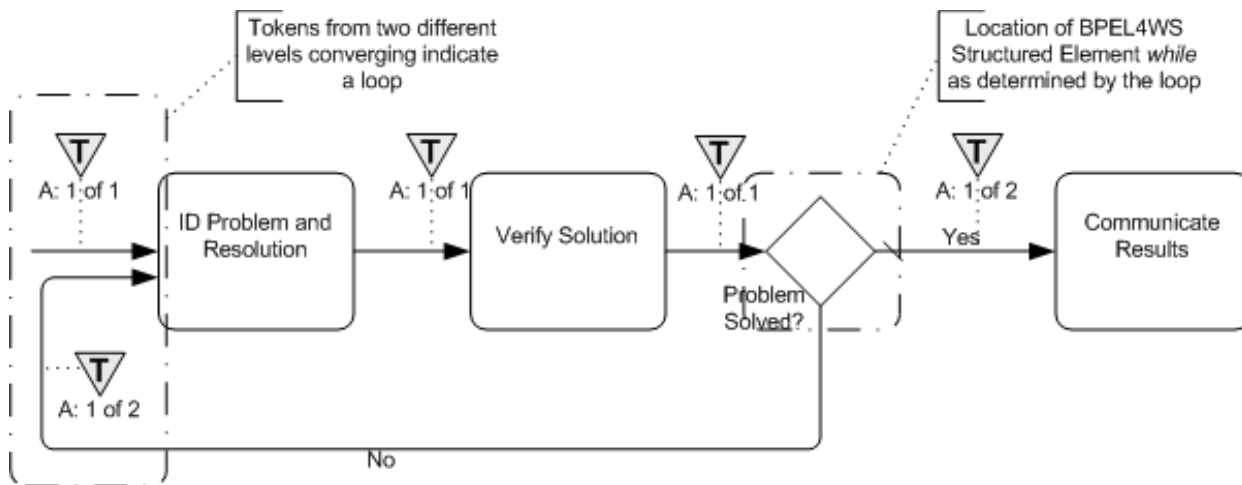 Tokens from two different
levels converging indicate
a loop
Location of BPEL4WS
Structured Element while
as determined by the loop
T
A: 1 of 1
T
A: 1 of 1
T
A: 1 of 1
T
A: 1 of 2
ID Problem and
Resolution
Verify Solution
Problem
Solved?
Yes
Communicate
Results
T
A: 1 of 2
No